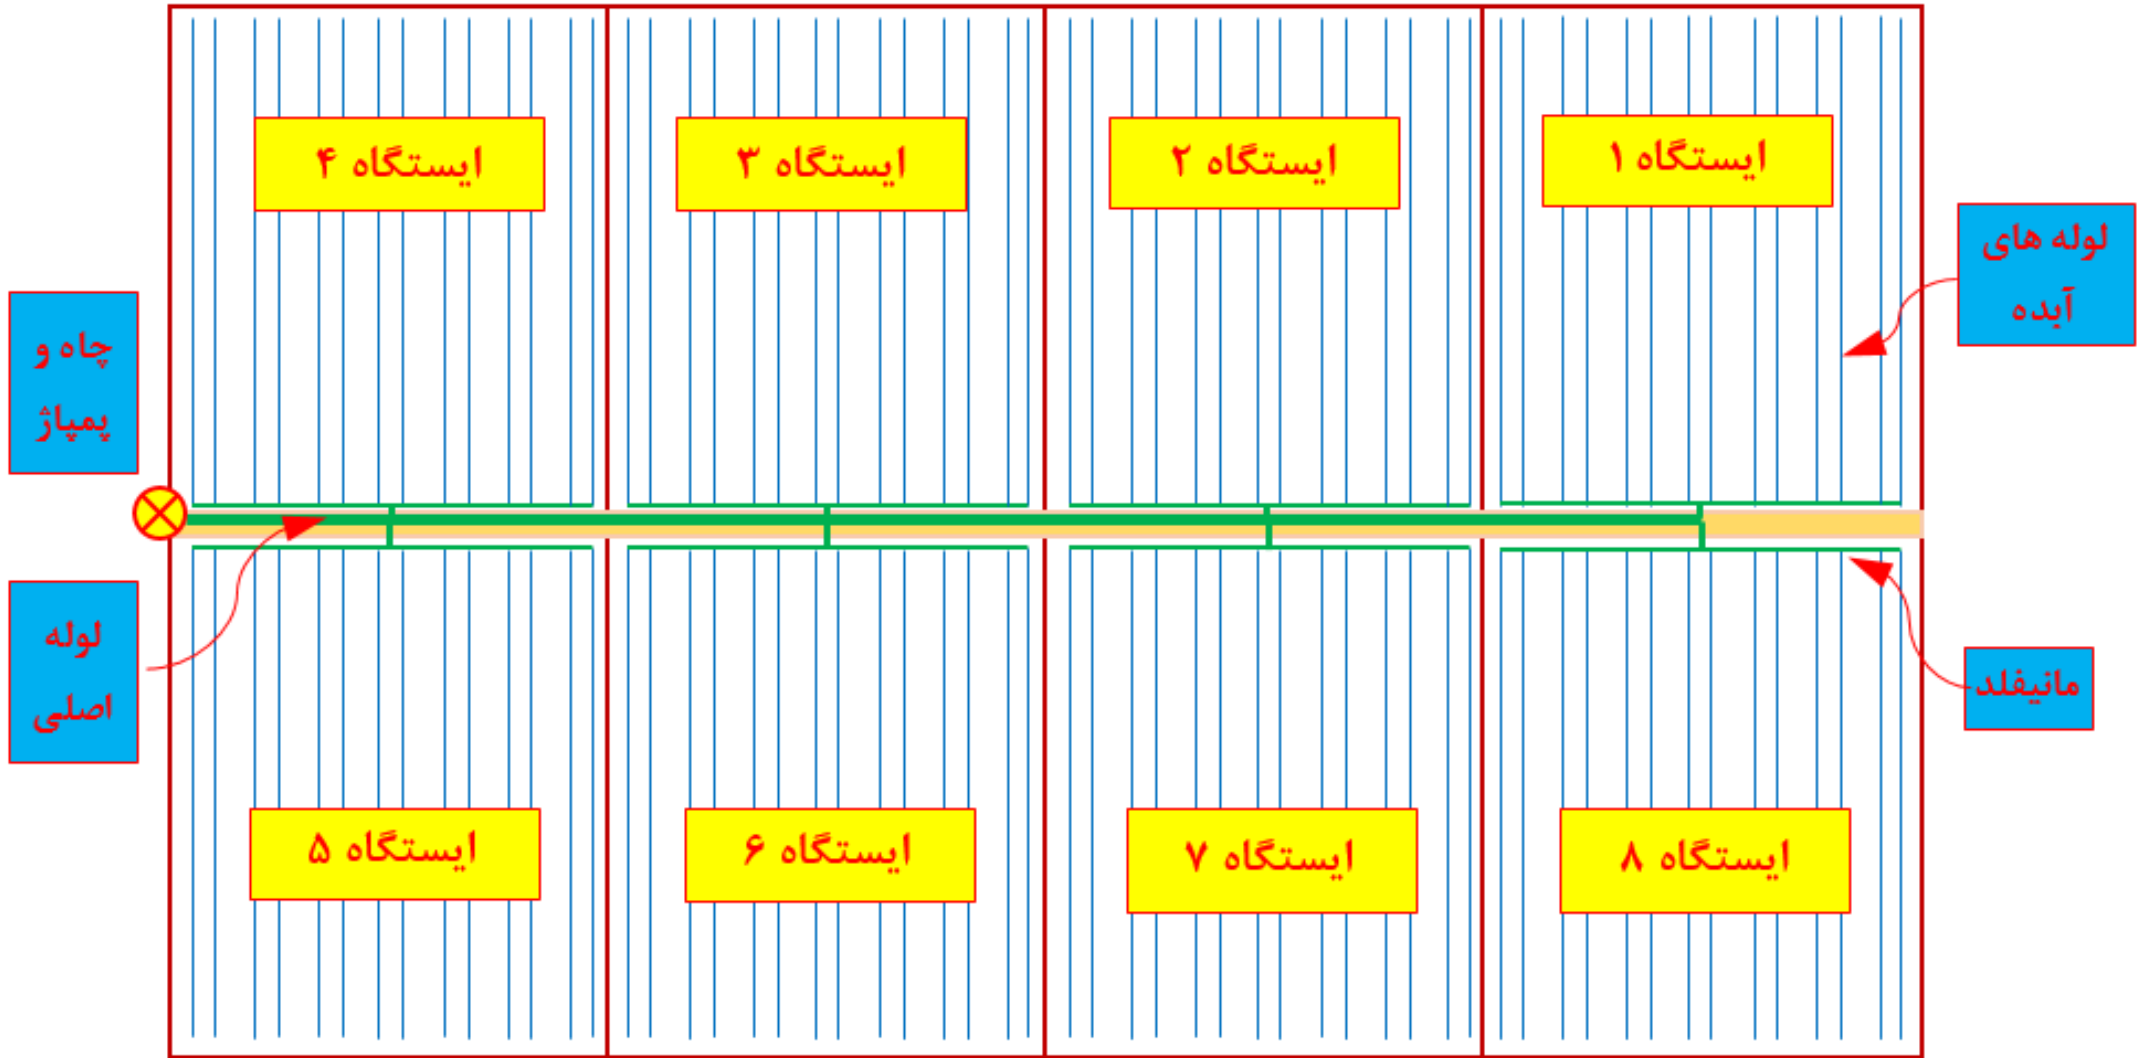 ایستگاه ۱
ایستگاه ۲
ایستگاه ۳
ایستگاه ۴
لوله های
آبده
چاه و
پمپاژ
لوله
اصلی
مانیفلد
ایستگاه ۸
ایستگاه ۷
ایستگاه ۶
ایستگاه ۵